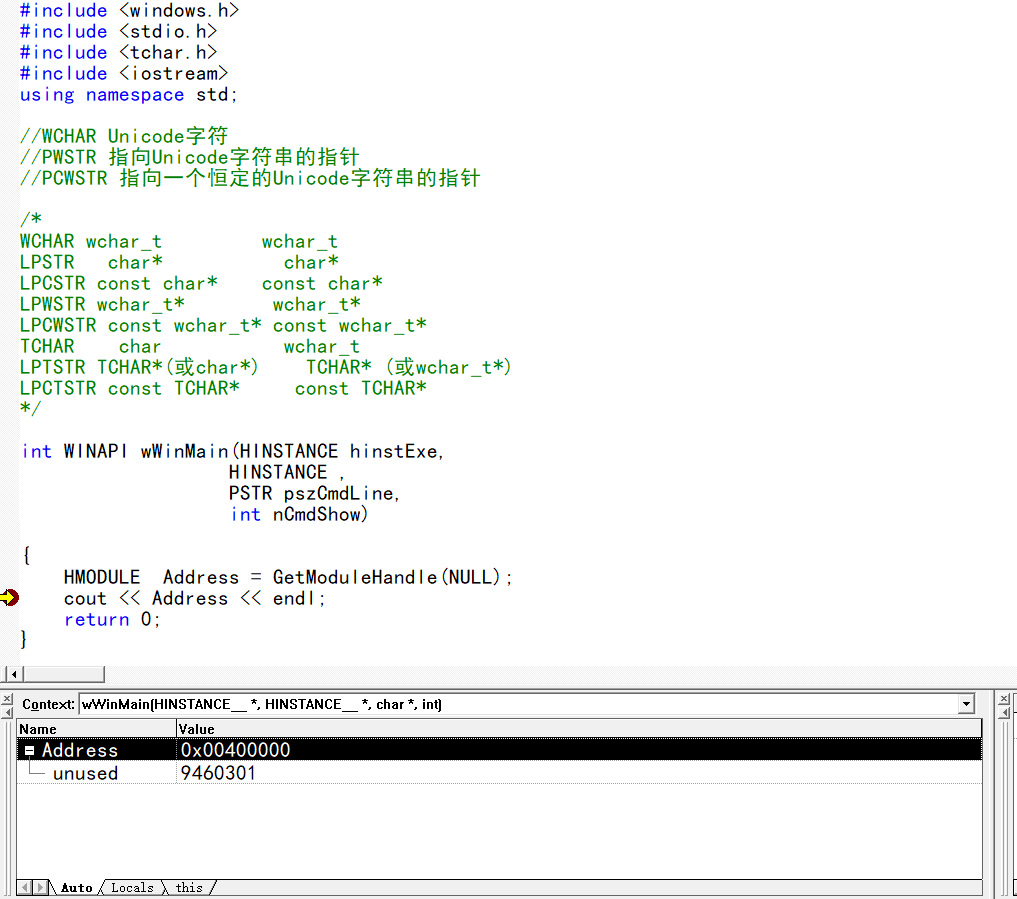 #include <windows.h>
#include <stdio.h>
#include <tchar.h>
#include <iostream>
using namespace std;
//WCHAR Unicode字符
//PWSTR 指向Unicode字符串的指针
//PCWSTR 指向一个恒定的Unicode字符串的指针
/*
WCHAR wchar_t         wchar_t
LPSTR   char*           char*
LPCSTR const char*    const char*
LPWSTR wchar_t*        wchar_t*
LPCWSTR const wchar_t* const wchar_t*
TCHAR    char           wchar_t
LPTSTR TCHAR*(或char*)    TCHAR* (或wchar_t*)
LPCTSTR const TCHAR*     const TCHAR*
*/
int WINAPI wWinMain(HINSTANCE hinstExe,
HINSTANCE ,
PSTR pszCmdLine,
int nCmdShow)
{
HMODULE  Address = GetModuleHandle(NULL);
cout << Address << endl;
return 0;
}
Context: wWinMain(HINSTANCE__ *, HINSTANCE__ *, char *, int)
Name Value
Address 0x00400000
unused 9460301
Auto Locals this